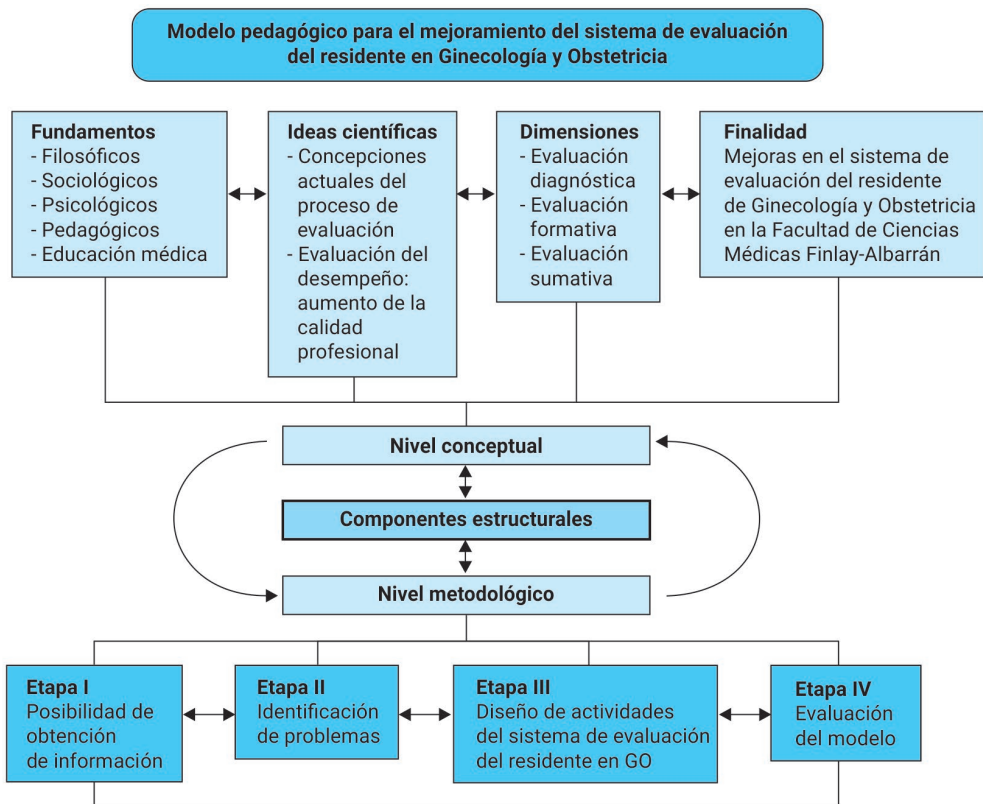 Modelo pedagógico para el mejoramiento del sistema de evaluación
del residente en Ginecología y Obstetricia
Fundamentos
- Filosóficos
- Sociológicos
- Psicológicos
- Pedagógicos
- Educación médica
Ideas científicas
- Concepciones
actuales del
proceso de
evaluación
- Evaluación del
desempeño:
aumento de la
calidad
profesional
Dimensiones
- Evaluación
diagnóstica
- Evaluación
formativa
- Evaluación
sumativa
Finalidad
Mejoras en el sistema de
evaluación del residente
de Ginecología y Obstetricia
en la Facultad de Ciencias
Médicas Finlay-Albarrán
Nivel conceptual
Componentes estructurales
Nivel metodológico
Etapa I
Posibilidad de
obtención
de información
Etapa II
Identificación
de problemas
Etapa III
Diseño de actividades
del sistema de evaluación
del residente en GO
Etapa IV
Evaluación
del modelo